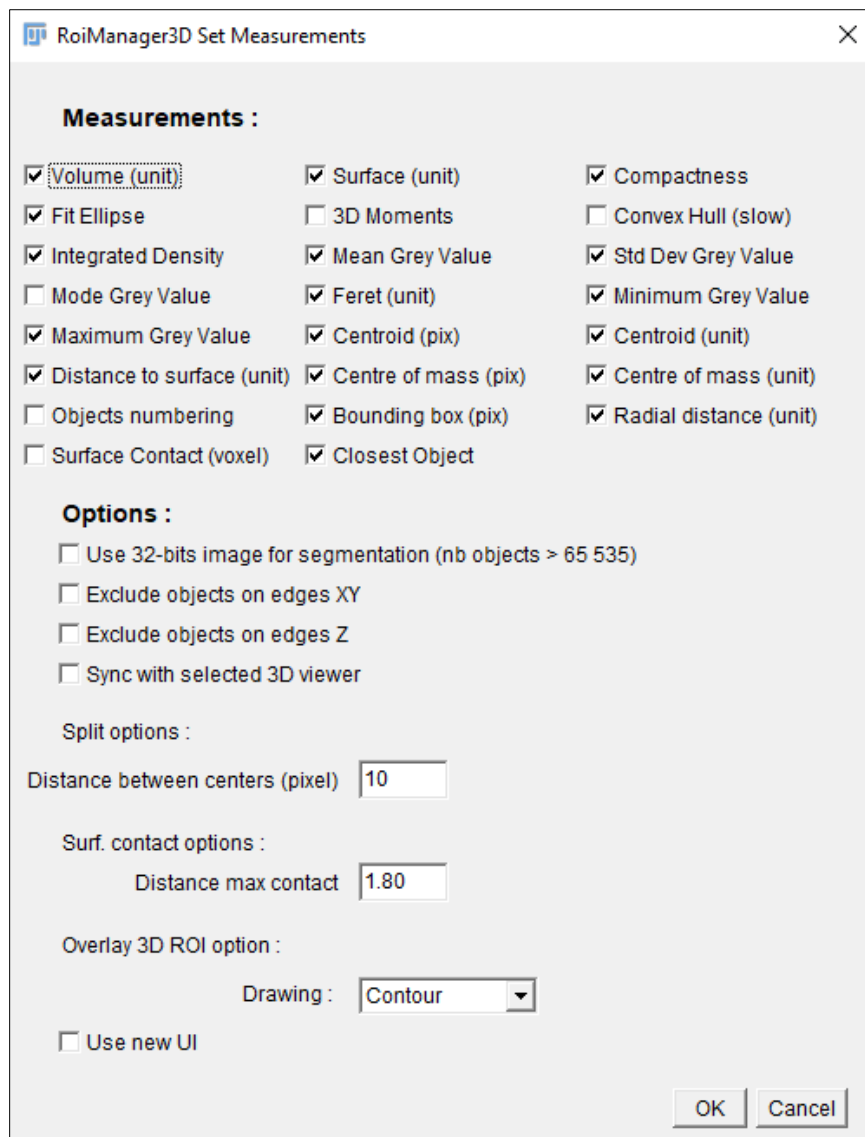 RoiManager3D Set Measurements
Measurements :
Volume (unit) Surface (unit) Compactness
Fit Ellipse 3D Moments Convex Hull (slow)
Integrated Density Mean Grey Value Std Dev Grey Value
Mode Grey Value Feret (unit) Minimum Grey Value
Maximum Grey Value Centroid (pix) Centroid (unit)
Distance to surface (unit) Centre of mass (pix) Centre of mass (unit)
Objects numbering Bounding box (pix) Radial distance (unit)
Surface Contact (voxel) Closest Object
Options :
Use 32-bits image for segmentation (nb objects > 65 535)
Exclude objects on edges XY
Exclude objects on edges Z
Sync with selected 3D viewer
Split options :
Distance between centers (pixel) 10
Surf. contact options :
Distance max contact 1.80
Overlay 3D ROI option :
Drawing : Contour
Use new UI
OK Cancel